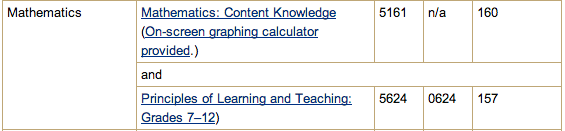 Mathematics Mathematics: Content Knowledge 5161 n/a 160
(On-screen graphing calculator
provided.)
and
Principles of Learning and Teaching: 5624 0624 157
Grades 7–12)